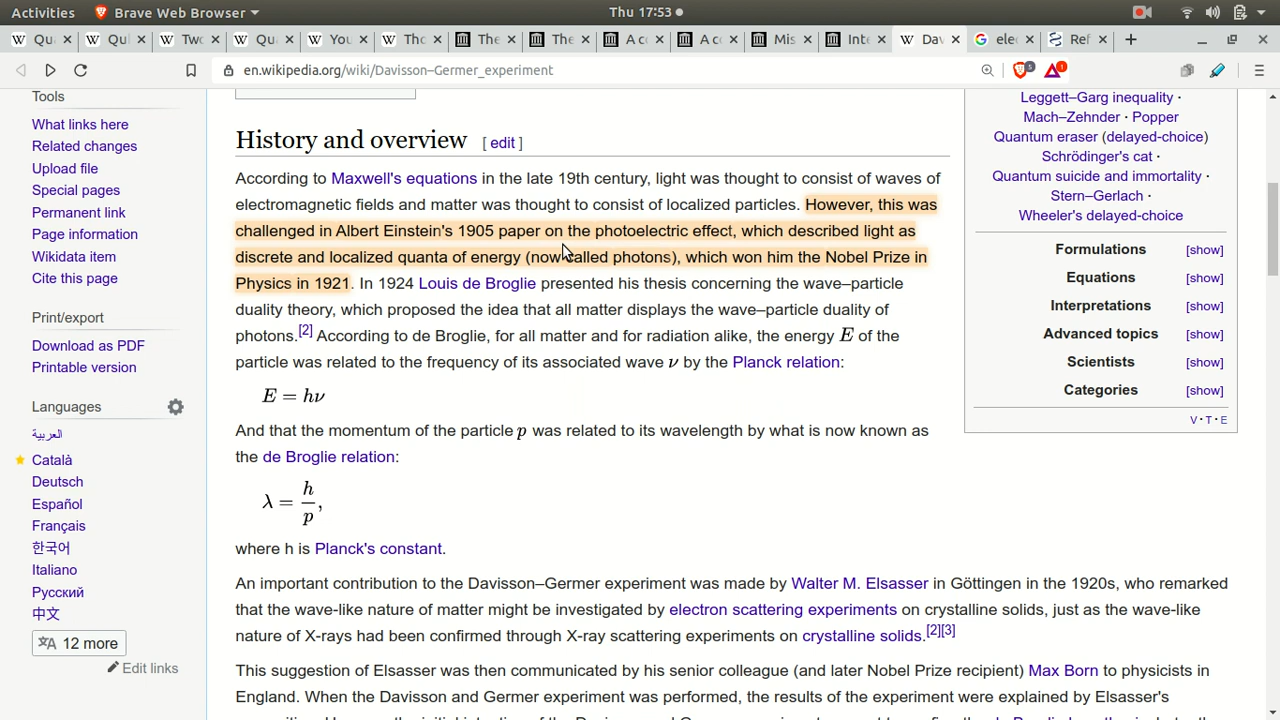 Activities
Brave Web Browser
Thu 17:53
Qu
Qu
Two
Qu
You
Tho
The
The
A c
A c
Mis
Inte
Dav
ele
Ref
en.wikipedia.org/wiki/Davisson–Germer_experiment
5
1
Tools
What links here
Related changes
Upload file
Special pages
Permanent link
Page information
Wikidata item
Cite this page
Print/export
Download as PDF
Printable version
Languages
العربية
Català
Deutsch
Español
Français
한국어
Italiano
Русский
中文
12 more
Edit links
History and overview [ edit ]
According to Maxwell's equations in the late 19th century, light was thought to consist of waves of
electromagnetic fields and matter was thought to consist of localized particles. However, this was
challenged in Albert Einstein's 1905 paper on the photoelectric effect, which described light as
discrete and localized quanta of energy (now called photons), which won him the Nobel Prize in
Physics in 1921. In 1924 Louis de Broglie presented his thesis concerning the wave–particle
duality theory, which proposed the idea that all matter displays the wave–particle duality of
photons.[2] According to de Broglie, for all matter and for radiation alike, the energy E of the
particle was related to the frequency of its associated wave ν by the Planck relation:
E = hν
And that the momentum of the particle p was related to its wavelength by what is now known as
the de Broglie relation:
λ = h/p,
where h is Planck's constant.
An important contribution to the Davisson–Germer experiment was made by Walter M. Elsasser in Göttingen in the 1920s, who remarked
that the wave-like nature of matter might be investigated by electron scattering experiments on crystalline solids, just as the wave-like
nature of X-rays had been confirmed through X-ray scattering experiments on crystalline solids.[2][3]
This suggestion of Elsasser was then communicated by his senior colleague (and later Nobel Prize recipient) Max Born to physicists in
England. When the Davisson and Germer experiment was performed, the results of the experiment were explained by Elsasser's
Leggett–Garg inequality ·
Mach–Zehnder · Popper
Quantum eraser (delayed-choice)
Schrödinger's cat ·
Quantum suicide and immortality ·
Stern–Gerlach ·
Wheeler's delayed-choice
Formulations [show]
Equations [show]
Interpretations [show]
Advanced topics [show]
Scientists [show]
Categories [show]
V · T · E